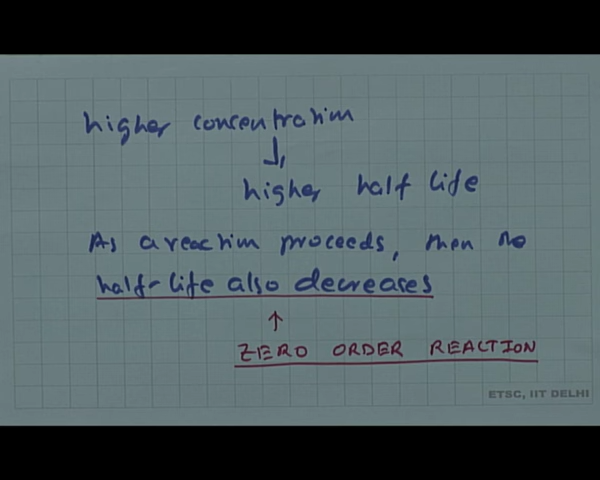 higher concentration
↓
higher half life
As a reaction proceeds, then no
half-life also decreases
↑
ZERO ORDER REACTION
ETSC, IIT DELHI